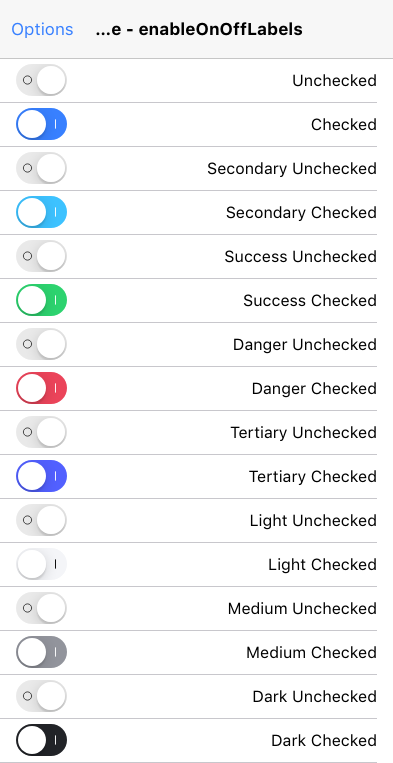 Options ...e - enableOnOffLabels
Unchecked
Checked
Secondary Unchecked
Secondary Checked
Success Unchecked
Success Checked
Danger Unchecked
Danger Checked
Tertiary Unchecked
Tertiary Checked
Light Unchecked
Light Checked
Medium Unchecked
Medium Checked
Dark Unchecked
Dark Checked